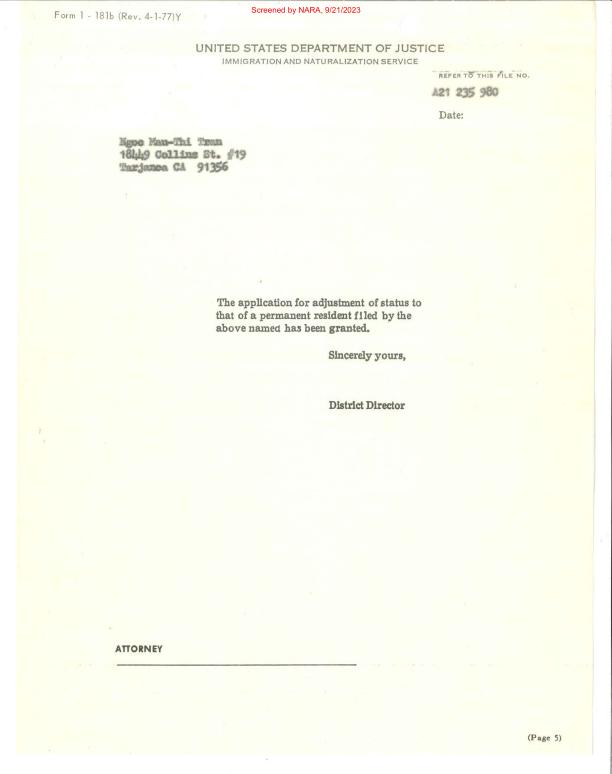 Screened by NARA, 9/21/2023
Form I - 181b (Rev. 4-1-77)Y
UNITED STATES DEPARTMENT OF JUSTICE
IMMIGRATION AND NATURALIZATION SERVICE
REFER TO THIS FILE NO.
A21 235 980
Date:
Ngoc Man-Thi Tran
18449 Collins St. #19
Tarjanea CA 91356
The application for adjustment of status to
that of a permanent resident filed by the
above named has been granted.
Sincerely yours,
District Director
ATTORNEY
(Page 5)